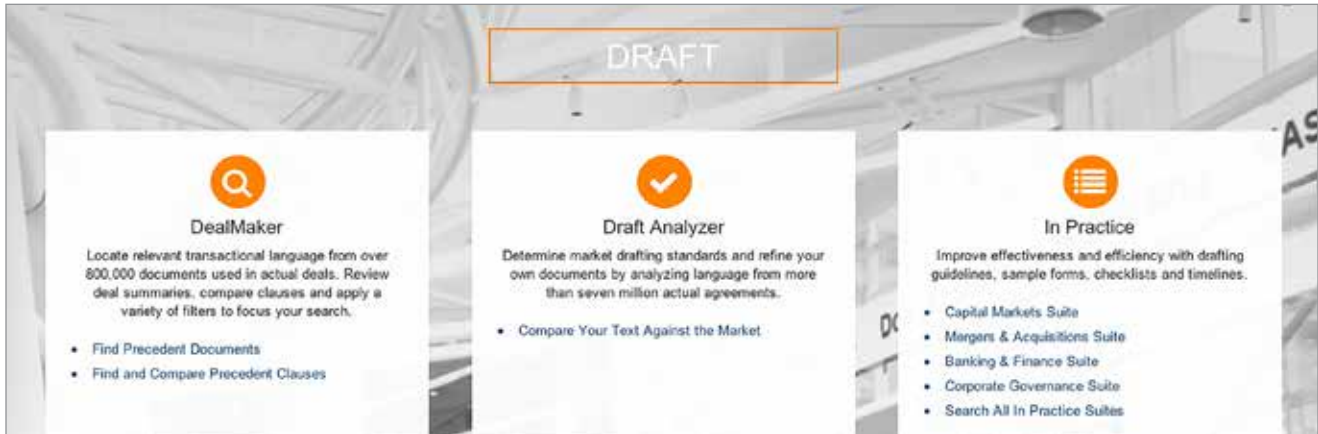 DRAFT
DealMaker
Locate relevant transactional language from over
800,000 documents used in actual deals. Review
deal summaries, compare clauses and apply a
variety of filters to focus your search.
• Find Precedent Documents
• Find and Compare Precedent Clauses
Draft Analyzer
Determine market drafting standards and refine your
own documents by analyzing language from more
than seven million actual agreements.
• Compare Your Text Against the Market
In Practice
Improve effectiveness and efficiency with drafting
guidelines, sample forms, checklists and timelines.
• Capital Markets Suite
• Mergers & Acquisitions Suite
• Banking & Finance Suite
• Corporate Governance Suite
• Search All In Practice Suites